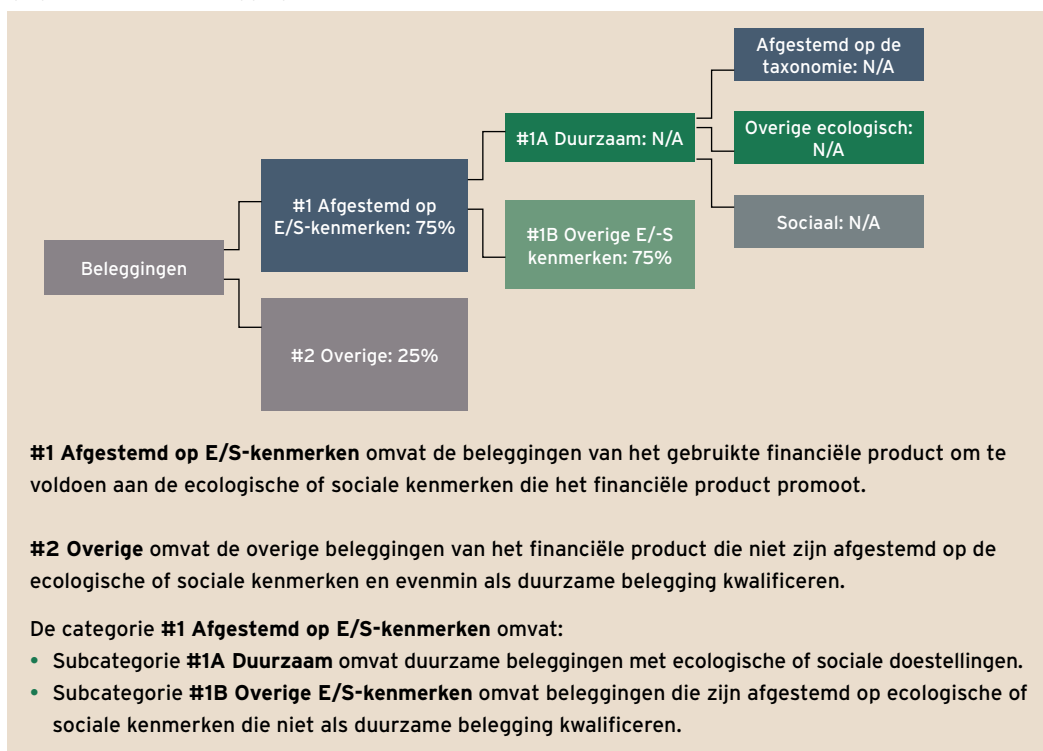 Afgestemd op de
taxonomie: N/A
#1A Duurzaam: N/A
Overige ecologisch:
N/A
#1 Afgestemd op
E/S-kenmerken: 75%
Sociaal: N/A
#1B Overige E/-S
kenmerken: 75%
Beleggingen
#2 Overige: 25%
#1 Afgestemd op E/S-kenmerken omvat de beleggingen van het gebruikte financiële product om te
voldoen aan de ecologische of sociale kenmerken die het financiële product promoot.
#2 Overige omvat de overige beleggingen van het financiële product die niet zijn afgestemd op de
ecologische of sociale kenmerken en evenmin als duurzame belegging kwalificeren.
De categorie #1 Afgestemd op E/S-kenmerken omvat:
• Subcategorie #1A Duurzaam omvat duurzame beleggingen met ecologische of sociale doestellingen.
• Subcategorie #1B Overige E/S-kenmerken omvat beleggingen die zijn afgestemd op ecologische of
sociale kenmerken die niet als duurzame belegging kwalificeren.